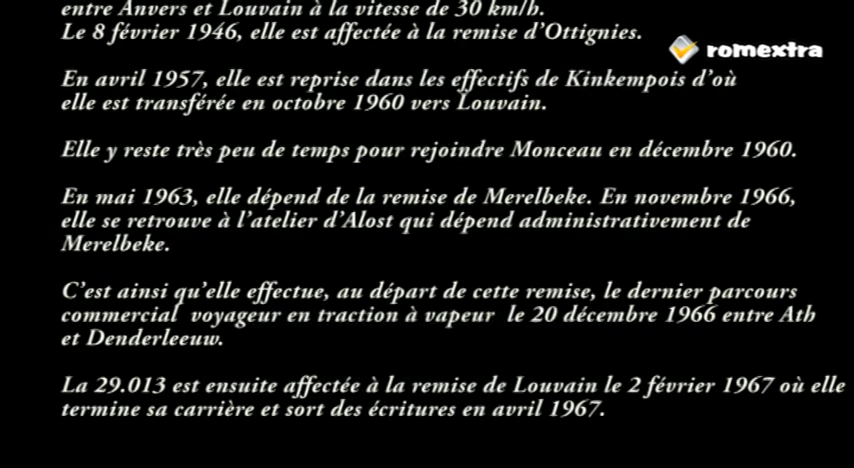 entre Anvers et Louvain à la vitesse de 30 km/h.
Le 8 février 1946, elle est affectée à la remise d'Ottignies.
romextra
En avril 1957, elle est reprise dans les effectifs de Kinkempois d'où
elle est transférée en octobre 1960 vers Louvain.
Elle y reste très peu de temps pour rejoindre Monceau en décembre 1960.
En mai 1963, elle dépend de la remise de Merelbeke. En novembre 1966,
elle se retrouve à l'atelier d'Alost qui dépend administrativement de
Merelbeke.
C'est ainsi qu'elle effectue, au départ de cette remise, le dernier parcours
commercial voyageur en traction à vapeur le 20 décembre 1966 entre Ath
et Denderleeuw.
La 29.013 est ensuite affectée à la remise de Louvain le 2 février 1967 où elle
termine sa carrière et sort des écritures en avril 1967.